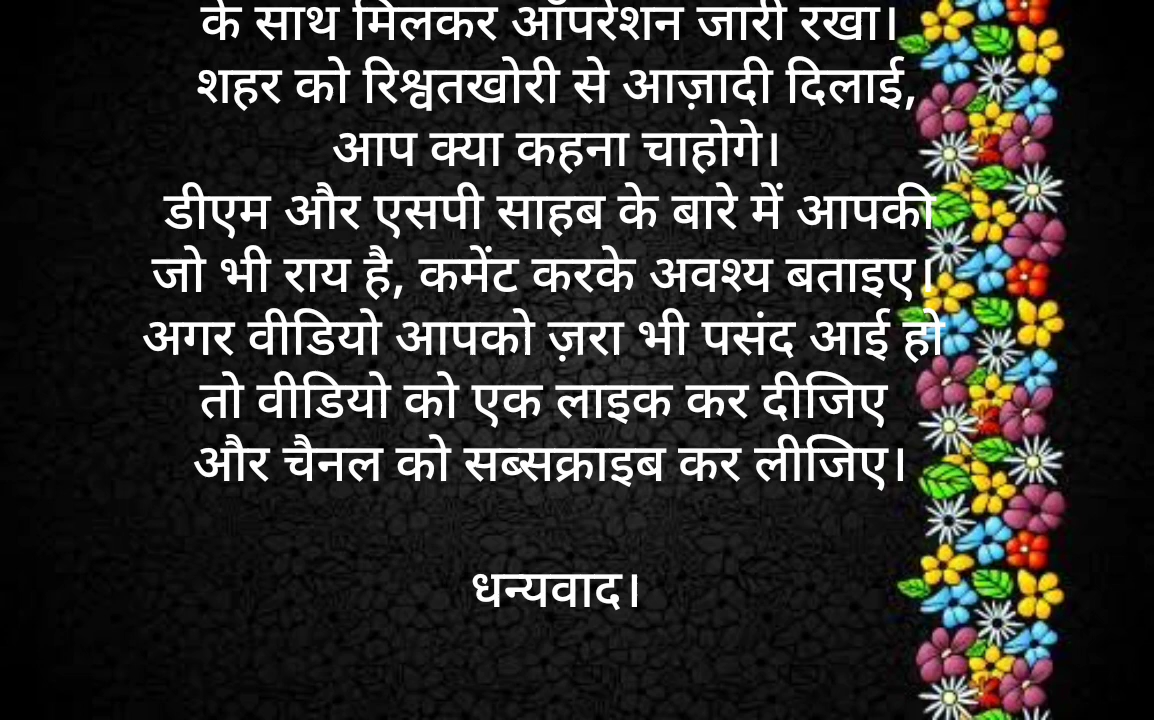 के साथ मिलकर ऑपरेशन जारी रखा।
शहर को रिश्वतखोरी से आज़ादी दिलाई,
आप क्या कहना चाहोगे।
डीएम और एसपी साहब के बारे में आपकी
जो भी राय है, कमेंट करके अवश्य बताइए।
अगर वीडियो आपको ज़रा भी पसंद आई हो
तो वीडियो को एक लाइक कर दीजिए
और चैनल को सब्सक्राइब कर लीजिए।
धन्यवाद।